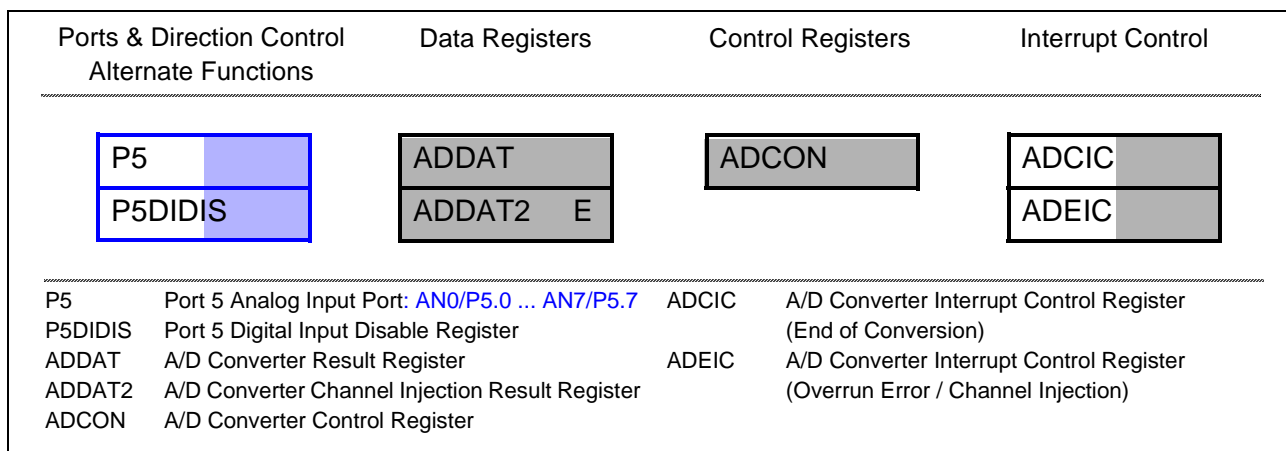 Ports & Direction Control
Alternate Functions
Data Registers
Control Registers
Interrupt Control
P5
P5DIDIS
ADDAT
ADDAT2 E
ADCON
ADCIC
ADEIC
P5 Port 5 Analog Input Port: AN0/P5.0 ... AN7/P5.7
P5DIDIS Port 5 Digital Input Disable Register
ADDAT A/D Converter Result Register
ADDAT2 A/D Converter Channel Injection Result Register
ADCON A/D Converter Control Register
ADCIC A/D Converter Interrupt Control Register
(End of Conversion)
ADEIC A/D Converter Interrupt Control Register
(Overrun Error / Channel Injection)